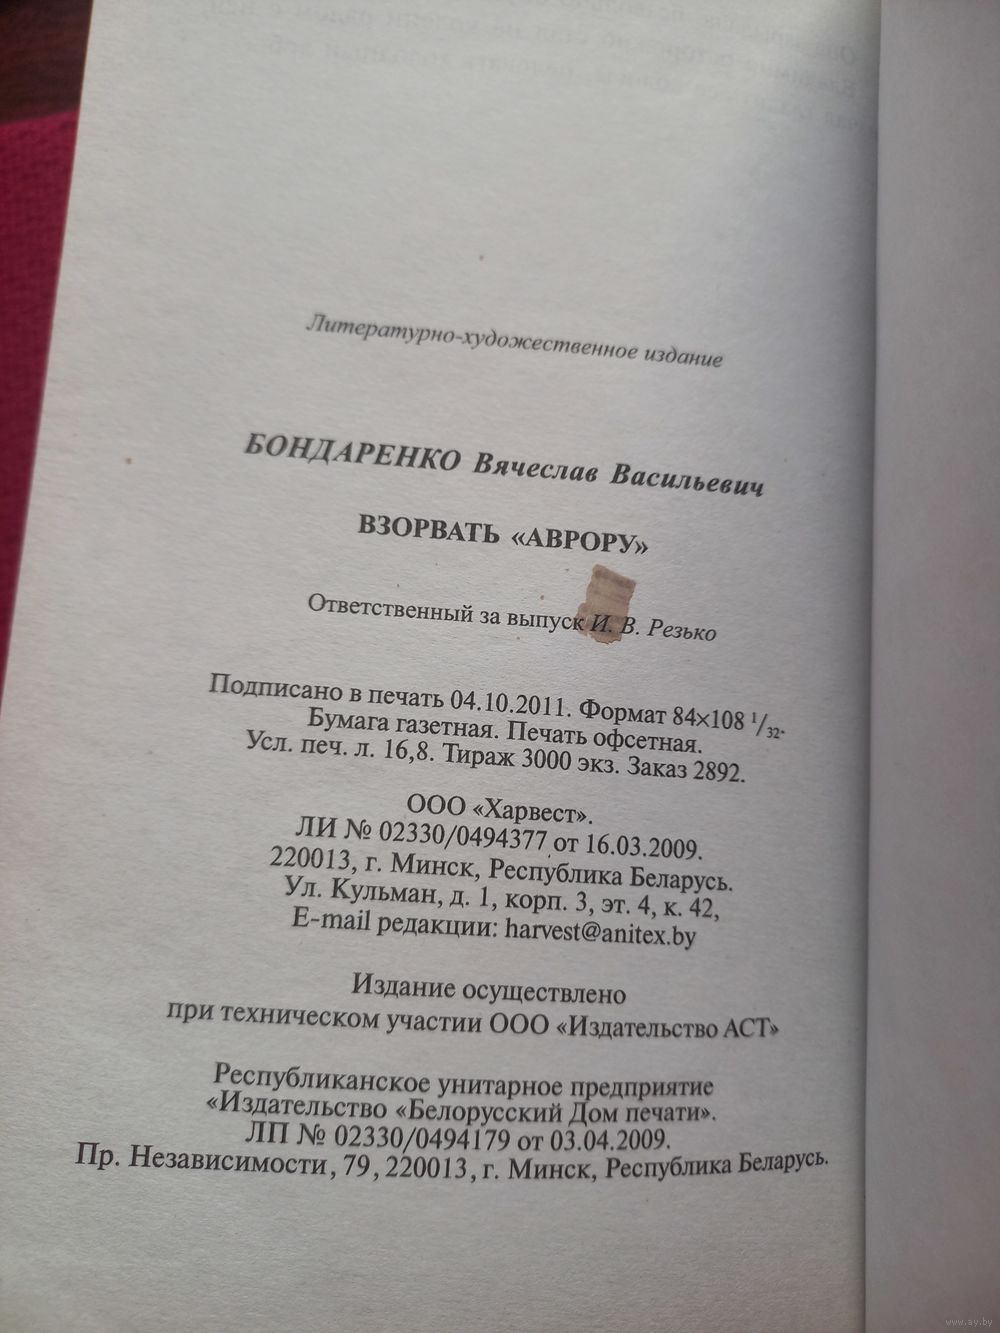 Литературно-художественное издание
БОНДАРЕНКО Вячеслав Васильевич
ВЗОРВАТЬ «АВРОРУ»
Ответственный за выпуск И. В. Резько
Подписано в печать 04.10.2011. Формат 84×108 1/32.
Бумага газетная. Печать офсетная.
Усл. печ. л. 16,8. Тираж 3000 экз. Заказ 2892.
ООО «Харвест».
ЛИ № 02330/0494377 от 16.03.2009.
220013, г. Минск, Республика Беларусь.
Ул. Кульман, д. 1, корп. 3, эт. 4, к. 42,
E-mail редакции: harvest@anitex.by
Издание осуществлено
при техническом участии ООО «Издательство АСТ»
Республиканское унитарное предприятие
«Издательство «Белорусский Дом печати».
ЛП № 02330/0494179 от 03.04.2009.
Пр. Независимости, 79, 220013, г. Минск, Республика Беларусь.
www.ay.by